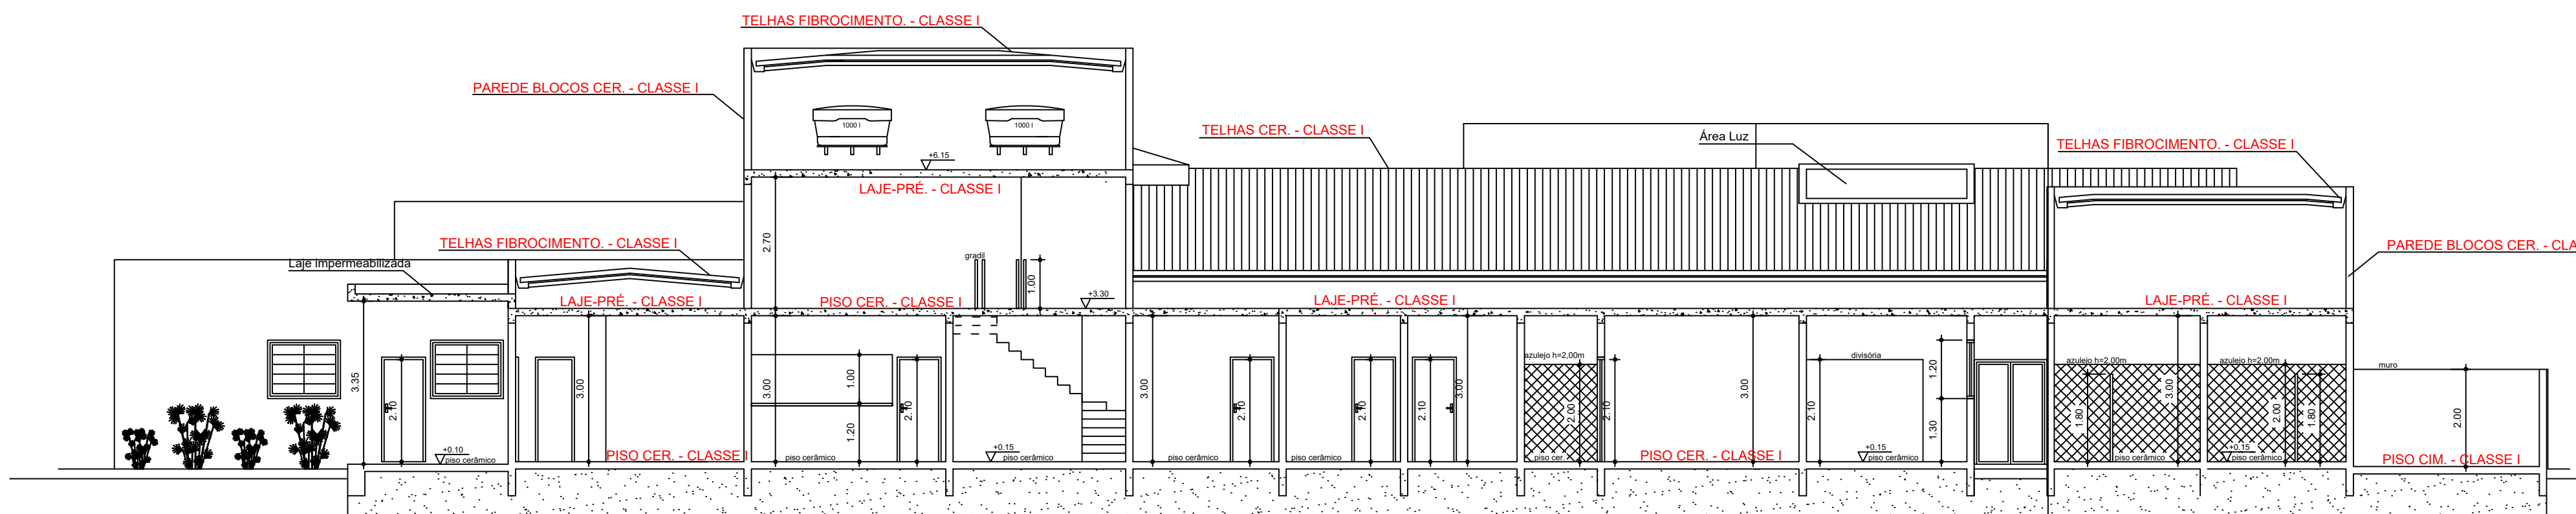 TELHAS FIBROCIMENTO. - CLASSE I
PAREDE BLOCOS CER. - CLASSE I
1000 l
1000 l
TELHAS CER. - CLASSE I
Área Luz
TELHAS FIBROCIMENTO. - CLASSE I
+6.15
LAJE-PRÉ. - CLASSE I
2.70
TELHAS FIBROCIMENTO. - CLASSE I
PAREDE BLOCOS CER. - CLA
Laje impermeabilizada
gradil
1.00
+3.30
LAJE-PRÉ. - CLASSE I
PISO CER. - CLASSE I
LAJE-PRÉ. - CLASSE I
LAJE-PRÉ. - CLASSE I
3.35
2.10
3.00
3.00
1.00
1.20
2.10
3.00
2.10
2.10
2.10
3.00
azulejo h=2,00m
2.00
2.10
3.00
divisória
2.10
1.20
1.30
azulejo h=2,00m
1.80
3.00
azulejo h=2,00m
2.00
1.80
muro
2.00
+0.10
piso cerâmico
PISO CER. - CLASSE I
piso cerâmico
+0.15
piso cerâmico
piso cerâmico
piso cerâmico
piso cer.
PISO CER. - CLASSE I
+0.15
piso cerâmico
piso cerâmico
+0.15
piso cerâmico
PISO CIM. - CLASSE I